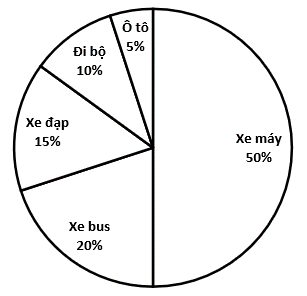 Ô tô
5%
Đi bộ
10%
Xe đạp
15%
Xe máy
50%
Xe bus
20%